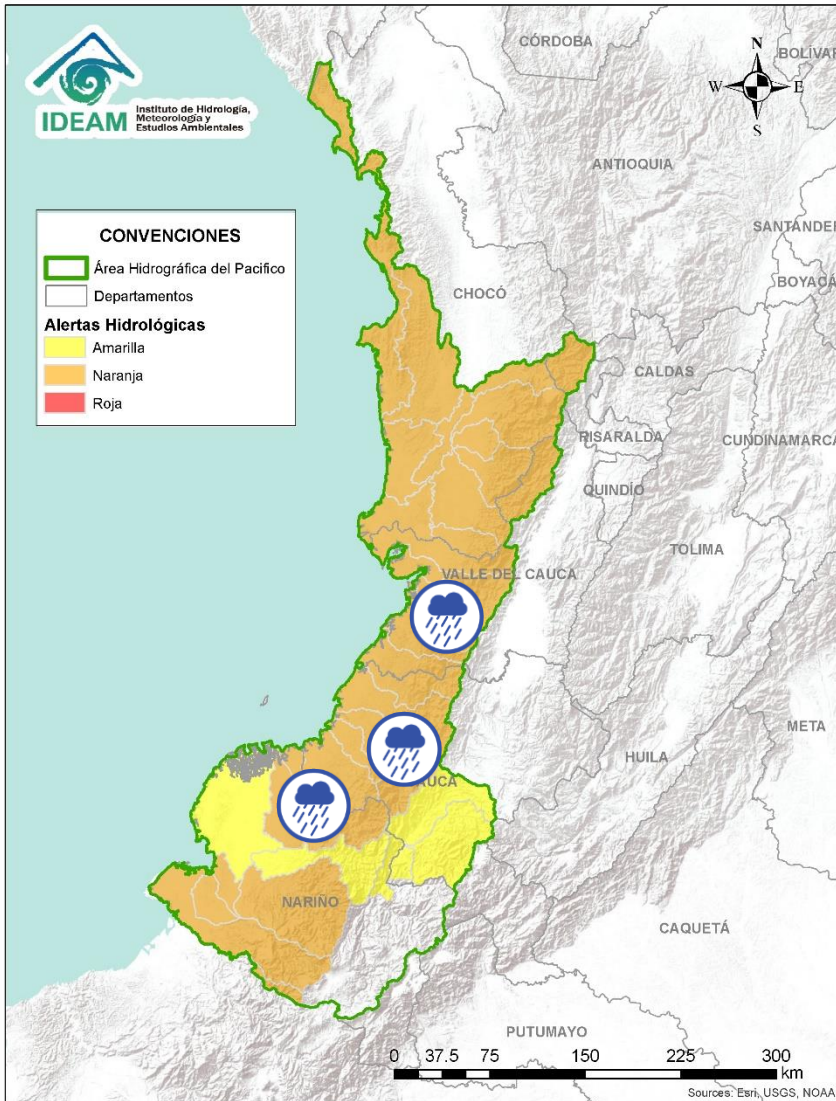 IDEAM
Instituto de Hidrología,
Meteorología y
Estudios Ambientales
N
W E
S
CONVENCIONES
Área Hidrográfica del Pacifico
Departamentos
Alertas Hidrológicas
Amarilla
Naranja
Roja
CÓRDOBA
BOLÍVAR
ANTIOQUIA
SANTANDER
BOYACÁ
CHOCÓ
CALDAS
RISARALDA
CUNDINAMARCA
QUINDÍO
TOLIMA
VALLE DEL CAUCA
META
HUILA
AUCA
NARIÑO
CAQUETÁ
PUTUMAYO
0 37.5 75 150 225 300
km
Sources: Esri, USGS, NOAA